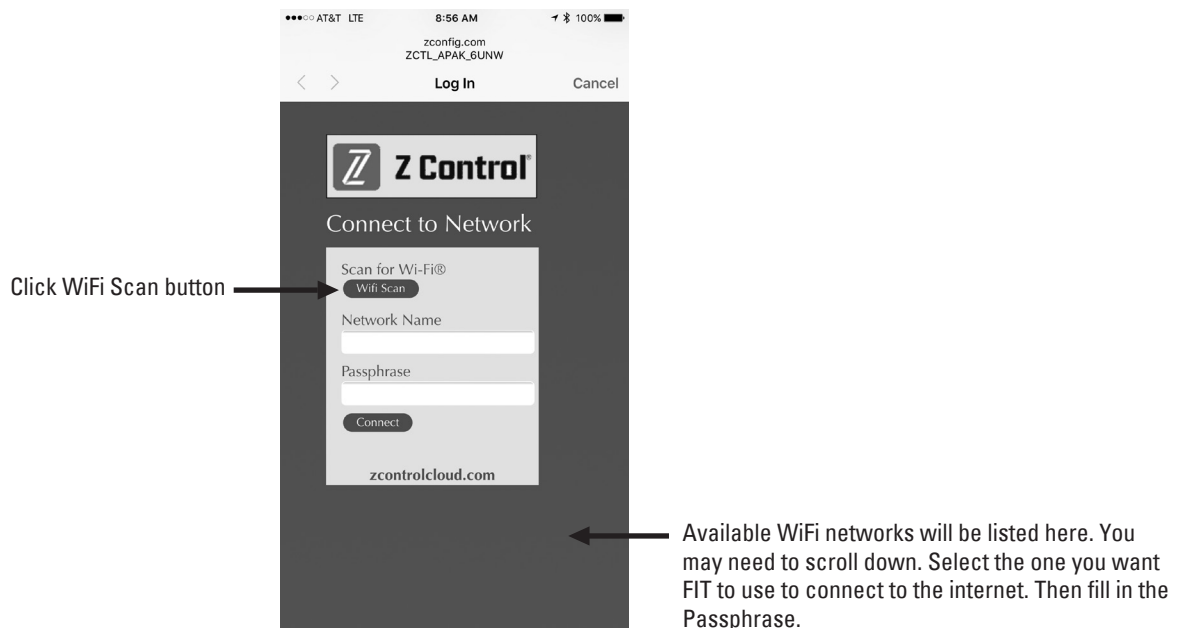 ●●●○○ AT&T LTE 8:56 AM 100%
zconfig.com
ZCTL_APAK_6UNW
< > Log In Cancel
Z Z Control®
Connect to Network
Scan for Wi-Fi®
Click WiFi Scan button
Wifi Scan
Network Name
Passphrase
Connect
zcontrolcloud.com
Available WiFi networks will be listed here. You
may need to scroll down. Select the one you want
FIT to use to connect to the internet. Then fill in the
Passphrase.